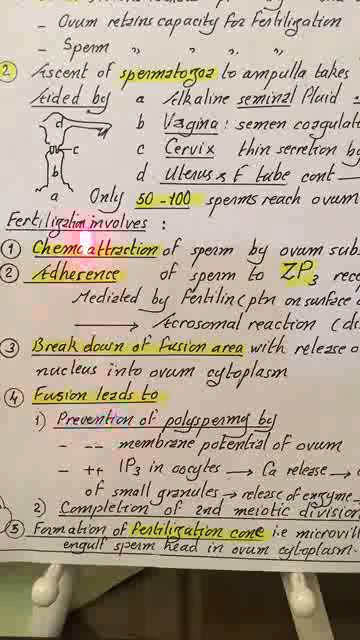 - Ovum retains capacity for fertilization
- Sperm " " " "
② Ascent of spermatozoa to ampulla takes
Aided by a Alkaline seminal fluid
b Vagina : semen coagulat
c Cervix thin secretion by
d Uterus & F tube cont —
d
c
b
a
Only 50 - 100 sperms reach ovum
Fertilization involves :
① Chemoattraction of sperm by ovum subs
② Adherence of sperm to ZP3 rec
Mediated by Fertilin (ptn on surface
→ Acrosomal reaction (d
③ Break down of fusion area with release o
nucleus into ovum cytoplasm
④ Fusion leads to
1) Prevention of polyspermy by
- -- membrane potential of ovum
- ++ IP3 in oocytes → Ca release →
of small granules → release of enzyme.
2) Completion of 2nd meiotic division
⑤ Formation of fertilization cone i.e microvilli
engulf sperm head in ovum cytoplasm.